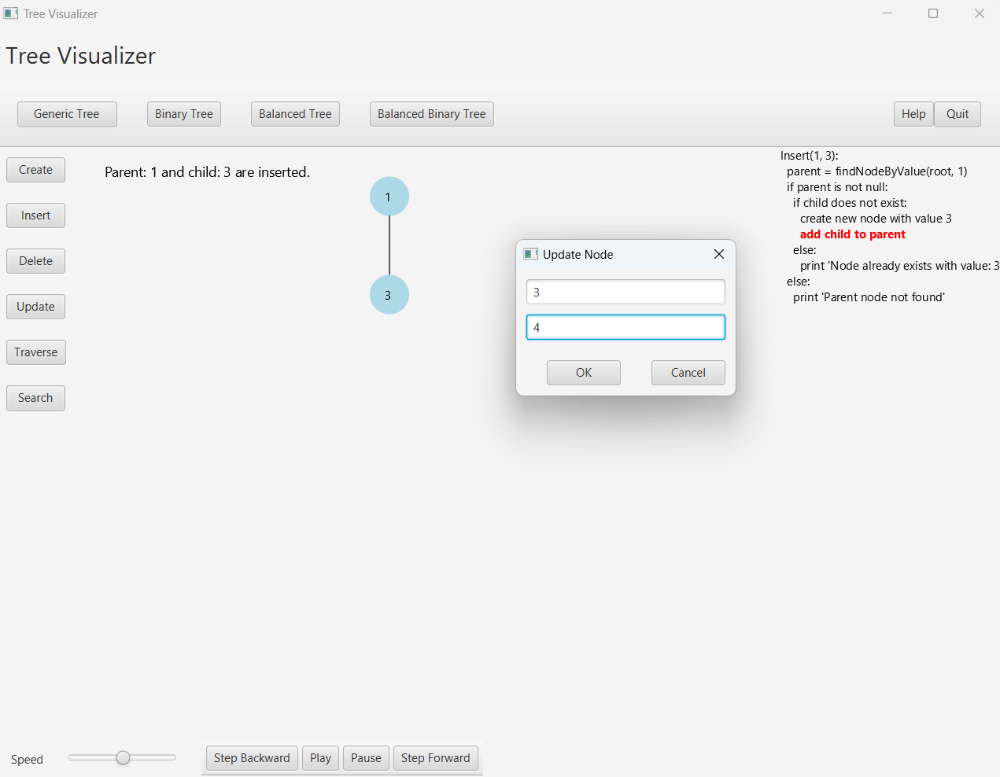 Tree Visualizer
Tree Visualizer
Generic Tree
Binary Tree
Balanced Tree
Balanced Binary Tree
Help
Quit
Create
Insert
Delete
Update
Traverse
Search
Parent: 1 and child: 3 are inserted.
1
3
Update Node
3
4
OK
Cancel
Insert(1, 3):
parent = findNodeByValue(root, 1)
if parent is not null:
if child does not exist:
create new node with value 3
add child to parent
else:
print 'Node already exists with value: 3
else:
print 'Parent node not found'
Speed
Step Backward
Play
Pause
Step Forward